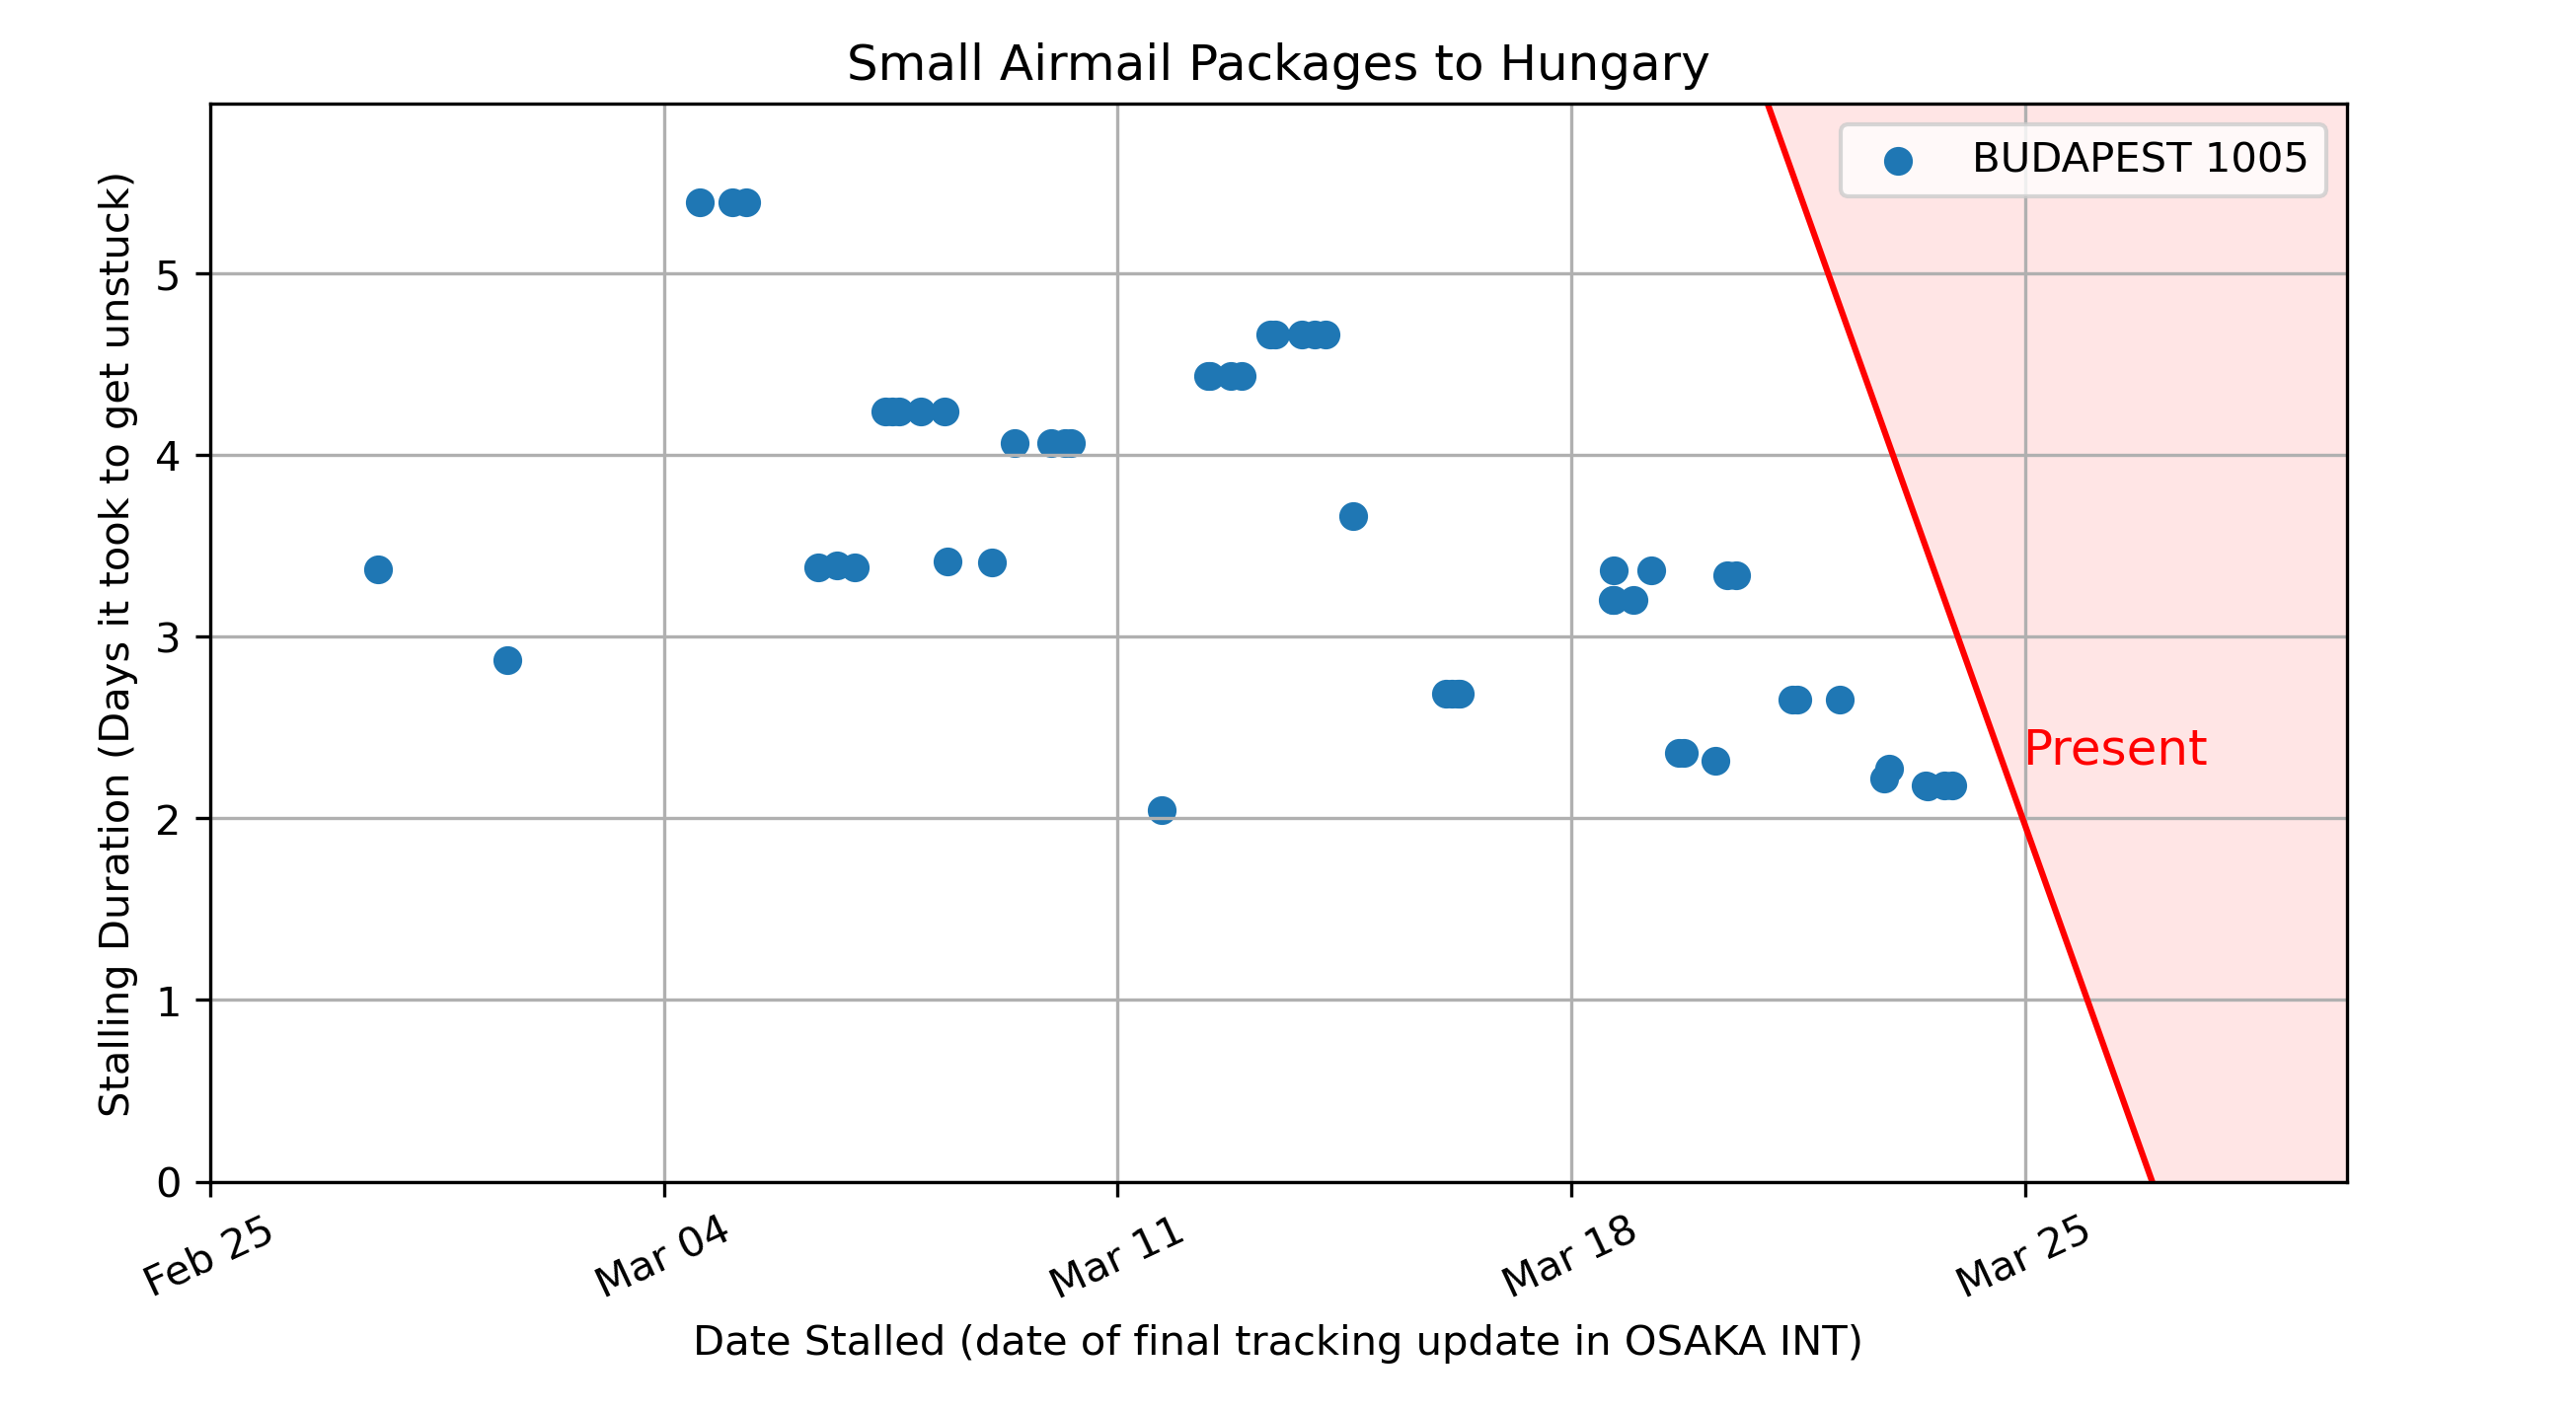 Small Airmail Packages to Hungary
BUDAPEST 1005
Stalling Duration (Days it took to get unstuck)
5
4
3
2
1
0
Present
Feb 25
Mar 04
Mar 11
Mar 18
Mar 25
Date Stalled (date of final tracking update in OSAKA INT)